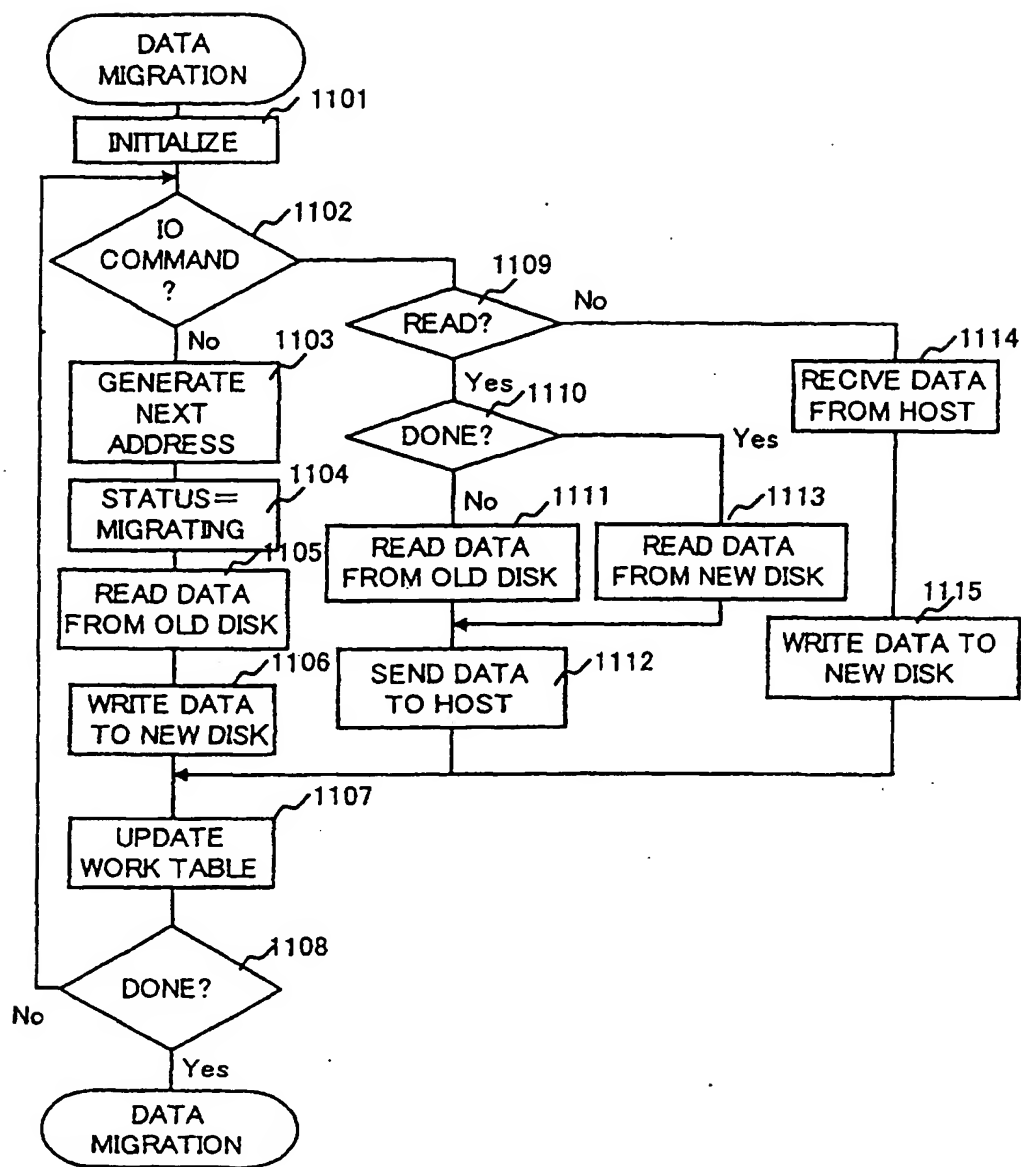 DATA
MIGRATION
1101
INITIALIZE
IO
COMMAND
?
1102
No
1103
GENERATE
NEXT
ADDRESS
1104
STATUS=
MIGRATING
1105
READ DATA
FROM OLD DISK
1106
WRITE DATA
TO NEW DISK
1107
UPDATE
WORK TABLE
1108
DONE?
No
Yes
DATA
MIGRATION
1109
READ?
No
Yes
1110
DONE?
Yes
No
1111
READ DATA
FROM OLD DISK
1113
READ DATA
FROM NEW DISK
1112
SEND DATA
TO HOST
1114
RECIVE DATA
FROM HOST
1115
WRITE DATA TO
NEW DISK